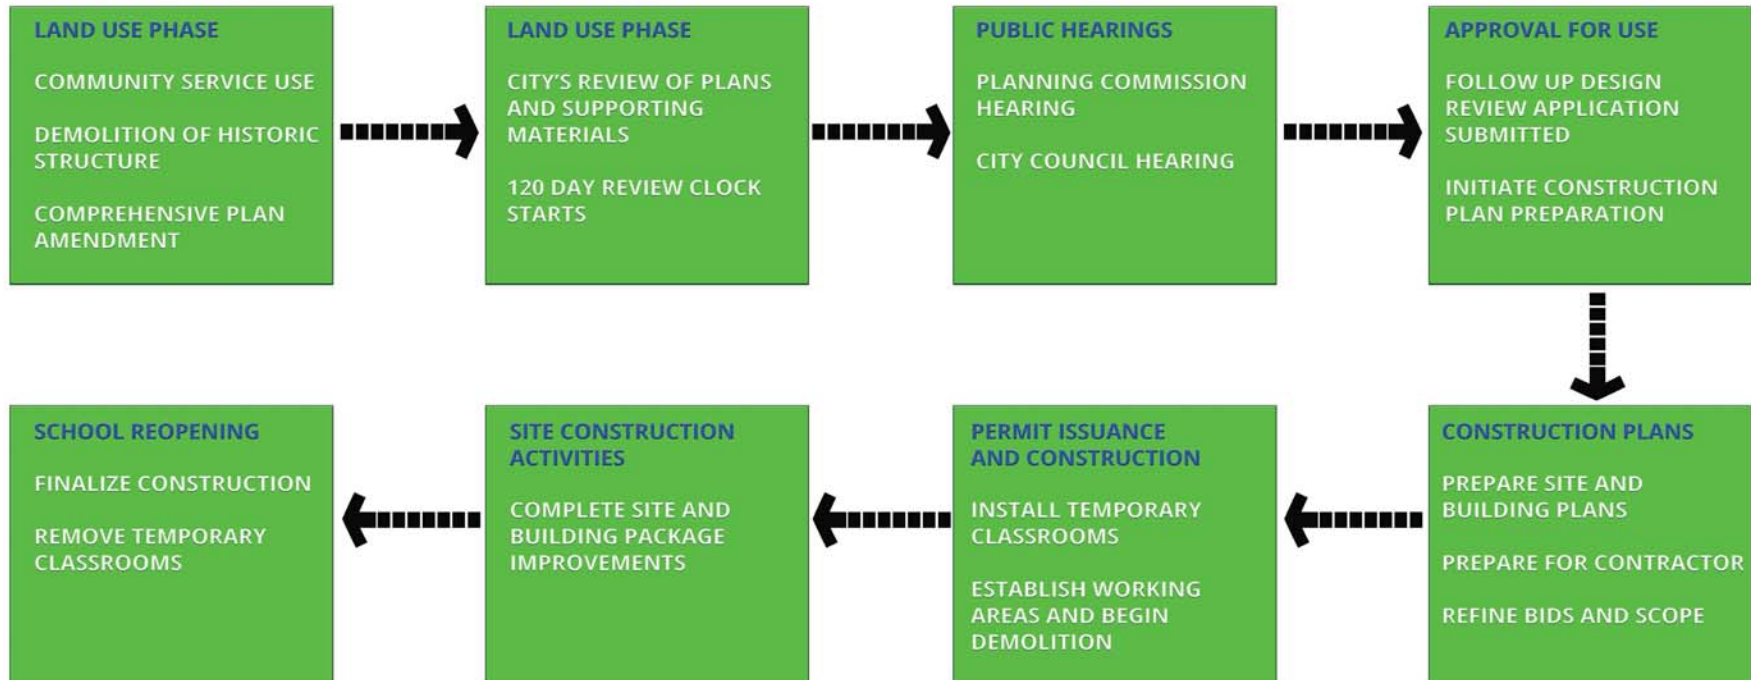 LAND USE PHASE
COMMUNITY SERVICE USE
DEMOLITION OF HISTORIC
STRUCTURE
COMPREHENSIVE PLAN
AMENDMENT
LAND USE PHASE
CITY'S REVIEW OF PLANS
AND SUPPORTING
MATERIALS
120 DAY REVIEW CLOCK
STARTS
PUBLIC HEARINGS
PLANNING COMMISSION
HEARING
CITY COUNCIL HEARING
APPROVAL FOR USE
FOLLOW UP DESIGN
REVIEW APPLICATION
SUBMITTED
INITIATE CONSTRUCTION
PLAN PREPARATION
CONSTRUCTION PLANS
PREPARE SITE AND
BUILDING PLANS
PREPARE FOR CONTRACTOR
REFINE BIDS AND SCOPE
PERMIT ISSUANCE
AND CONSTRUCTION
INSTALL TEMPORARY
CLASSROOMS
ESTABLISH WORKING
AREAS AND BEGIN
DEMOLITION
SITE CONSTRUCTION
ACTIVITIES
COMPLETE SITE AND
BUILDING PACKAGE
IMPROVEMENTS
SCHOOL REOPENING
FINALIZE CONSTRUCTION
REMOVE TEMPORARY
CLASSROOMS